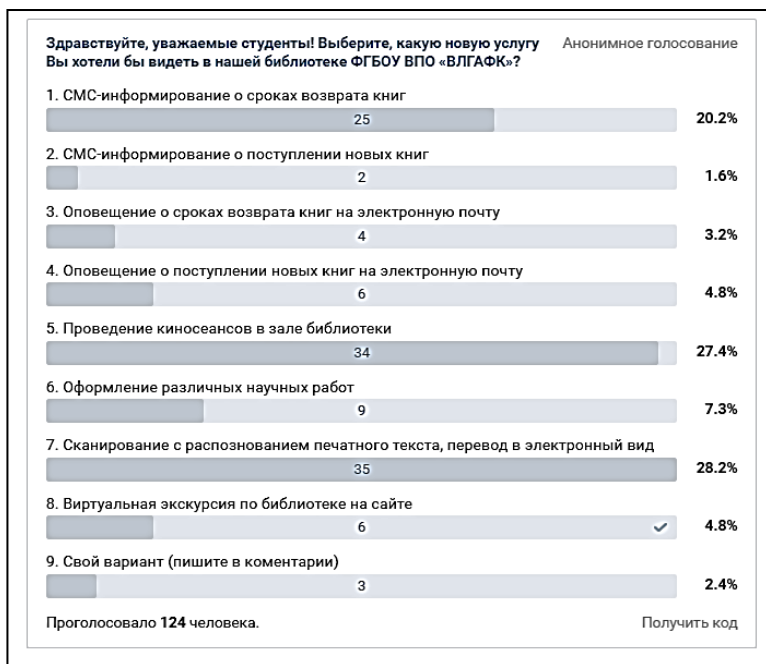 Здравствуйте, уважаемые студенты! Выберите, какую новую услугу
Вы хотели бы видеть в нашей библиотеке ФГБОУ ВПО «ВЛГАФК»?
Анонимное голосование
1. СМС-информирование о сроках возврата книг
25
20.2%
2. СМС-информирование о поступлении новых книг
2
1.6%
3. Оповещение о сроках возврата книг на электронную почту
4
3.2%
4. Оповещение о поступлении новых книг на электронную почту
6
4.8%
5. Проведение киносеансов в зале библиотеки
34
27.4%
6. Оформление различных научных работ
9
7.3%
7. Сканирование с распознованием печатного текста, перевод в электронный вид
35
28.2%
8. Виртуальная экскурсия по библиотеке на сайте
6
4.8%
9. Свой вариант (пишите в коментарии)
3
2.4%
Проголосовало 124 человека.
Получить код